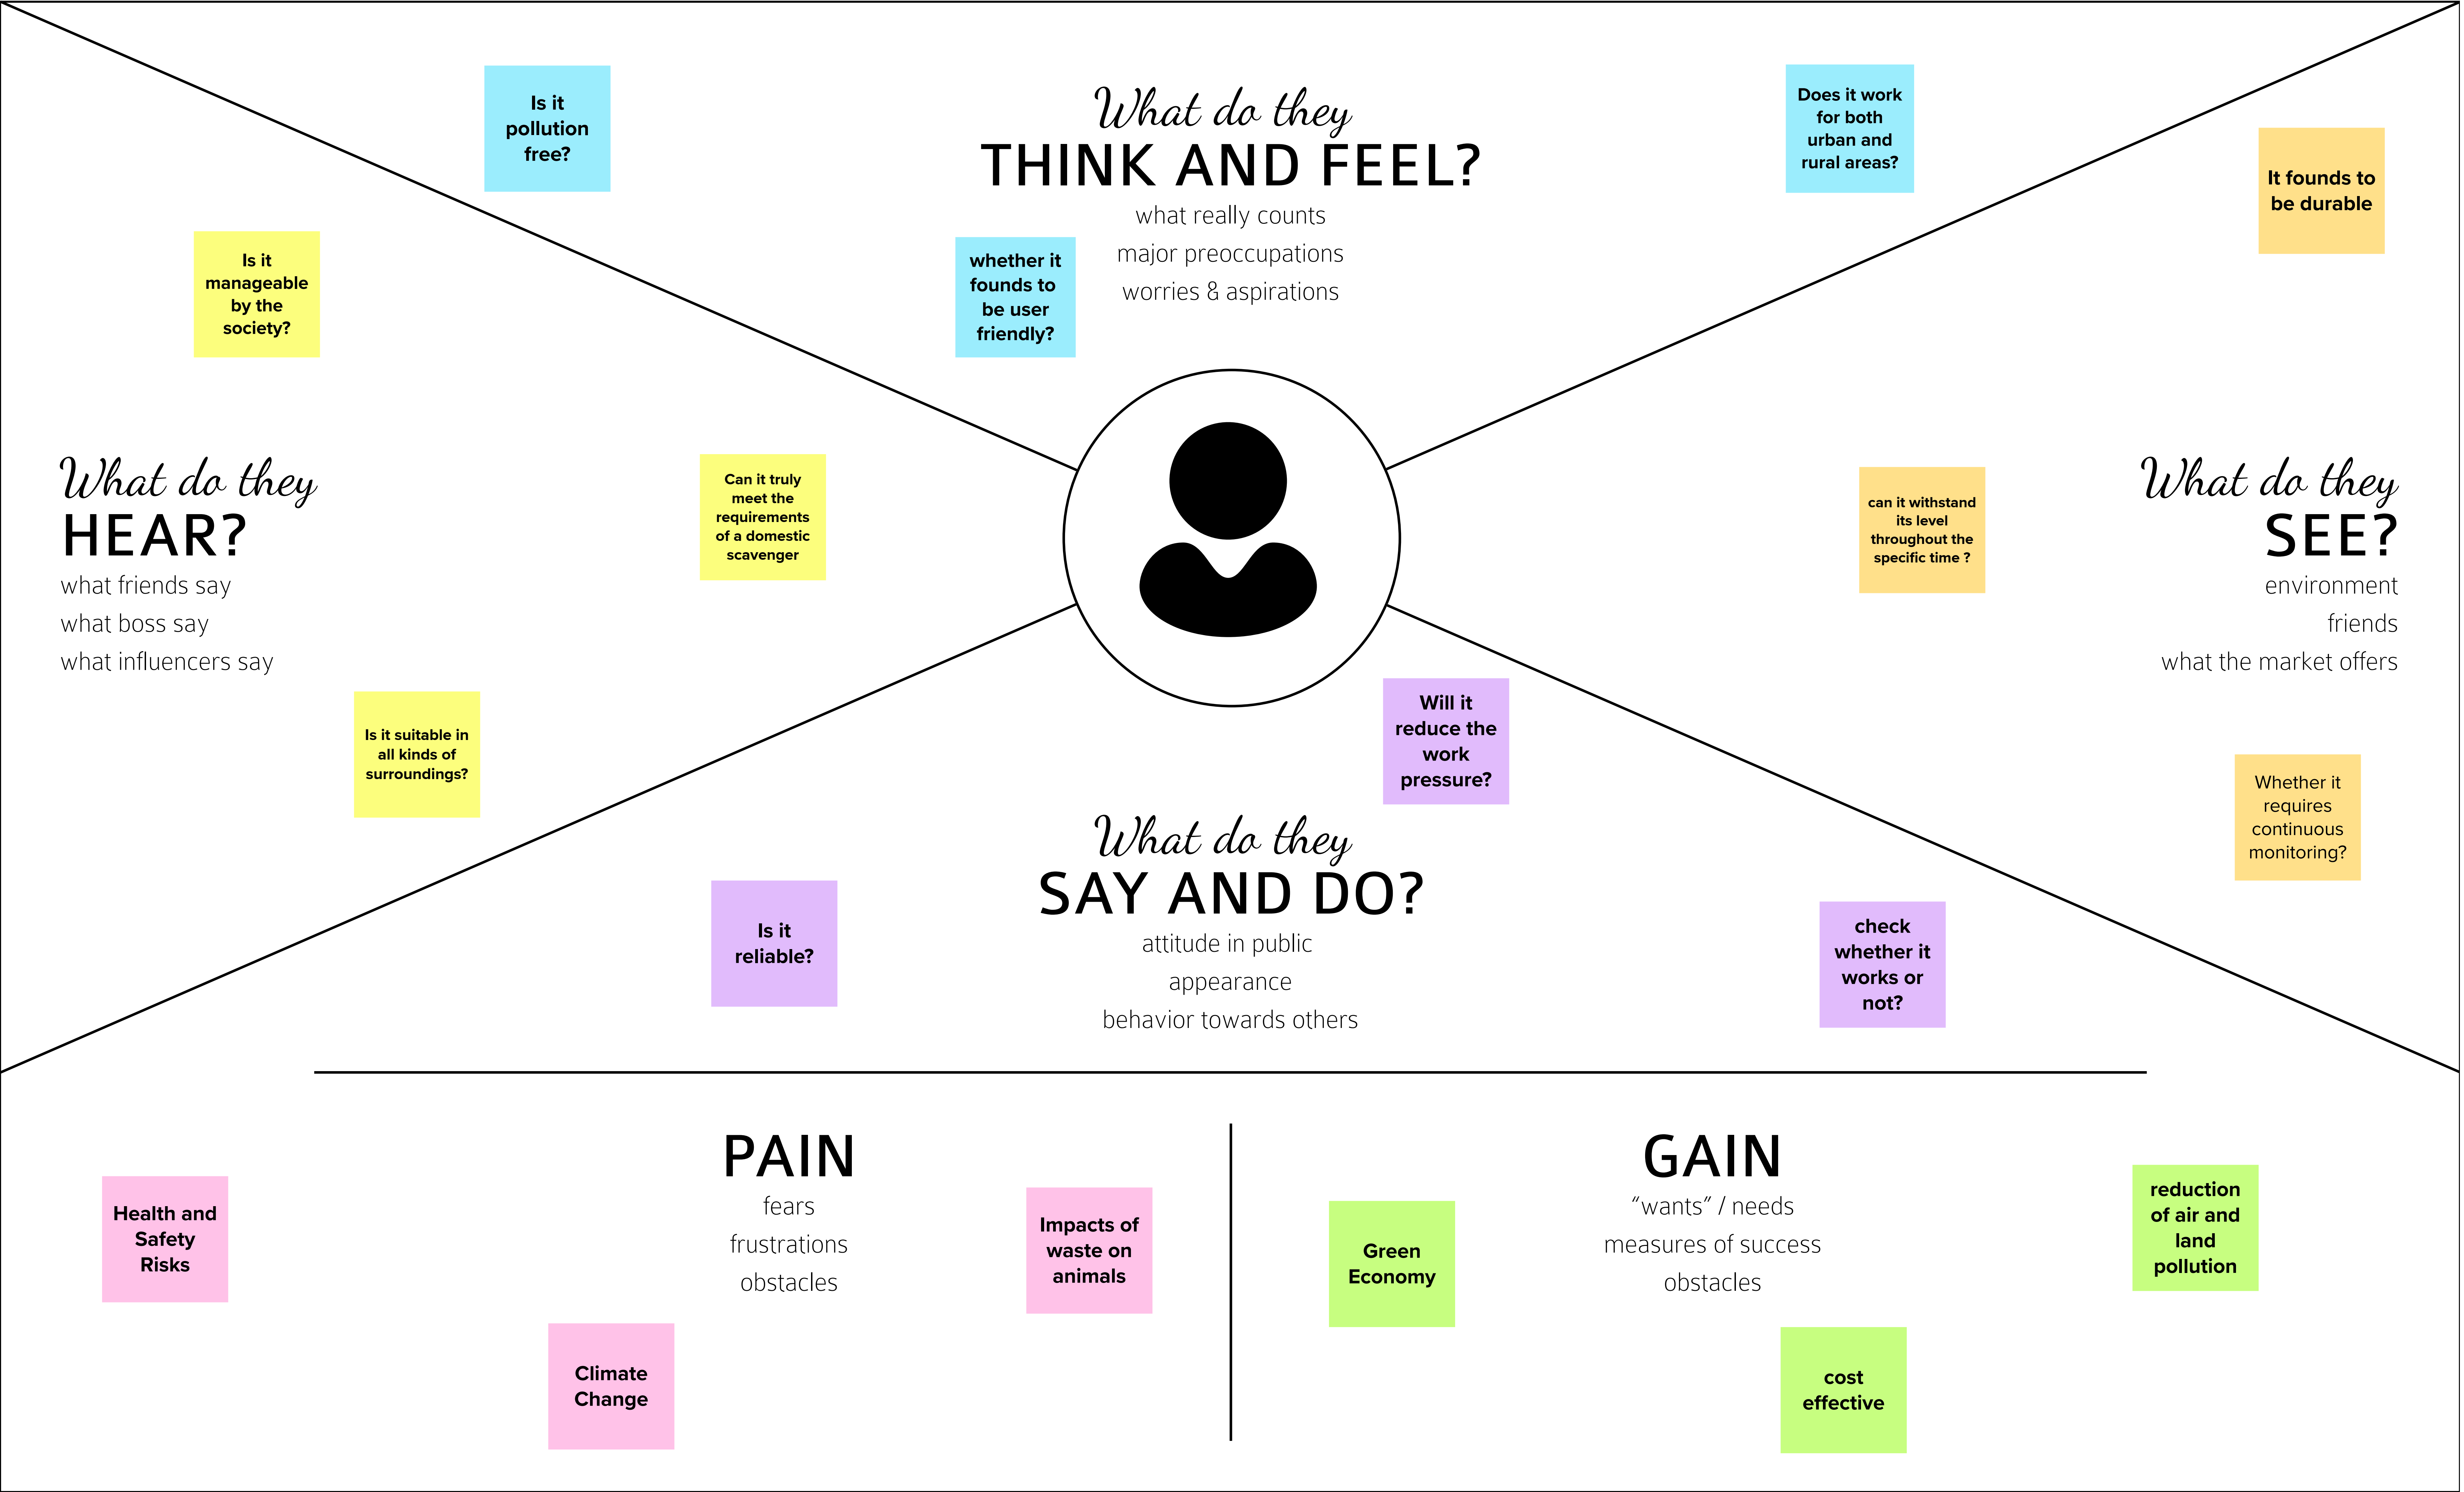 What do they
THINK AND FEEL?
what really counts
major preoccupations
worries & aspirations
Is it
pollution
free?
whether it
founds to
be user
friendly?
Does it work
for both
urban and
rural areas?
What do they
HEAR?
what friends say
what boss say
what influencers say
Is it
manageable
by the
society?
Can it truly
meet the
requirements
of a domestic
scavenger
Is it suitable in
all kinds of
surroundings?
What do they
SEE?
environment
friends
what the market offers
It founds to
be durable
can it withstand
its level
throughout the
specific time ?
Whether it
requires
continuous
monitoring?
What do they
SAY AND DO?
attitude in public
appearance
behavior towards others
Will it
reduce the
work
pressure?
Is it
reliable?
check
whether it
works or
not?
PAIN
fears
frustrations
obstacles
Health and
Safety
Risks
Climate
Change
Impacts of
waste on
animals
GAIN
“wants” / needs
measures of success
obstacles
Green
Economy
cost
effective
reduction
of air and
land
pollution